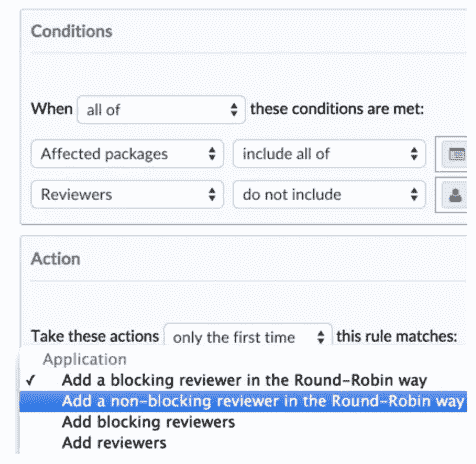 Conditions
When all of these conditions are met:
Affected packages include all of
Reviewers do not include
Action
Take these actions only the first time this rule matches:
Application
✓ Add a blocking reviewer in the Round-Robin way
Add a non-blocking reviewer in the Round-Robin way
Add blocking reviewers
Add reviewers